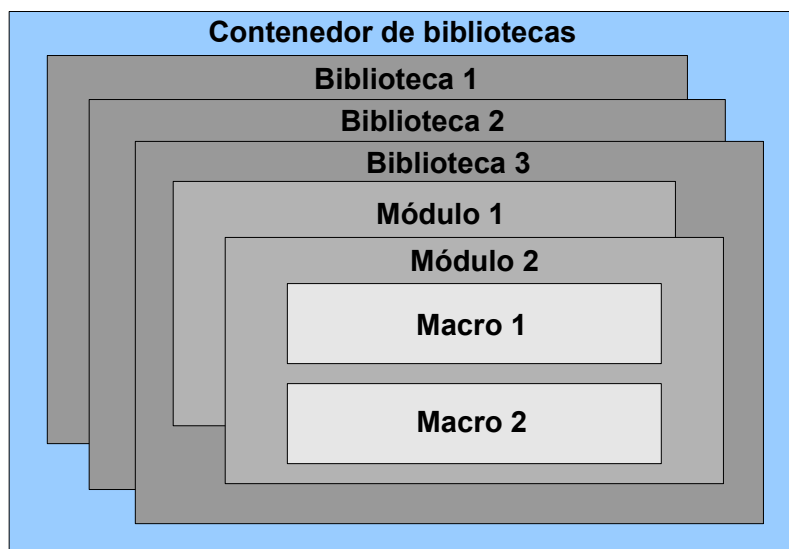 Contenedor de bibliotecas
Biblioteca 1
Biblioteca 2
Biblioteca 3
Módulo 1
Módulo 2
Macro 1
Macro 2